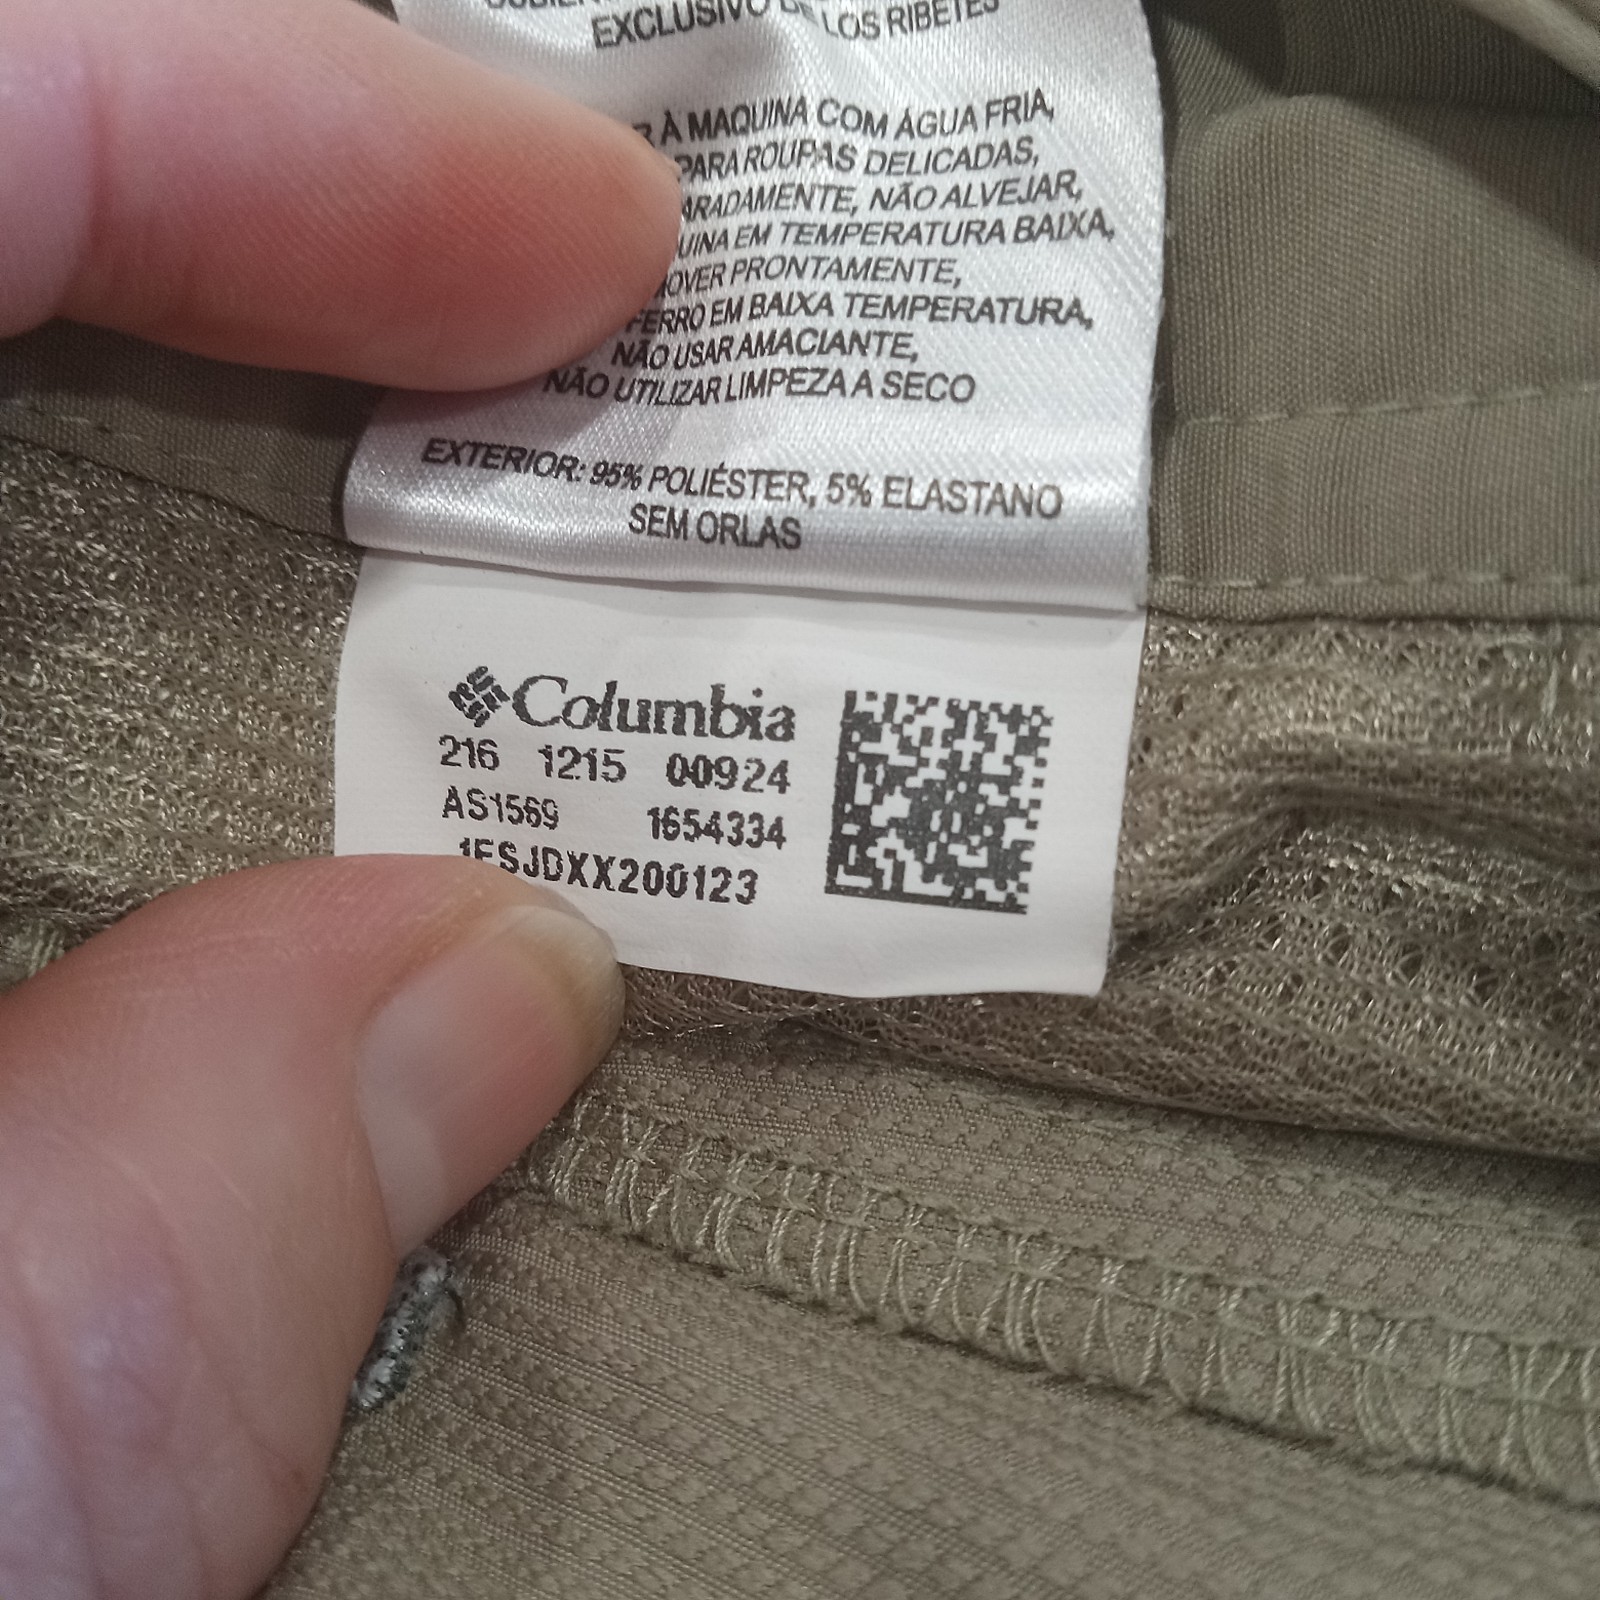 EXCLUSIVO DE LOS RIBETES
À MAQUINA COM ÁGUA FRIA,
PARA ROUPAS DELICADAS,
ARADAMENTE, NÃO ALVEJAR,
UINA EM TEMPERATURA BAIXA,
OVER PRONTAMENTE,
FERRO EM BAIXA TEMPERATURA,
NÃO USAR AMACIANTE,
NÃO UTILIZAR LIMPEZA A SECO
EXTERIOR: 95% POLIÉSTER, 5% ELASTANO
SEM ORLAS
Columbia
216 1215 00924
AS1569 1654334
1FSJDXX200123